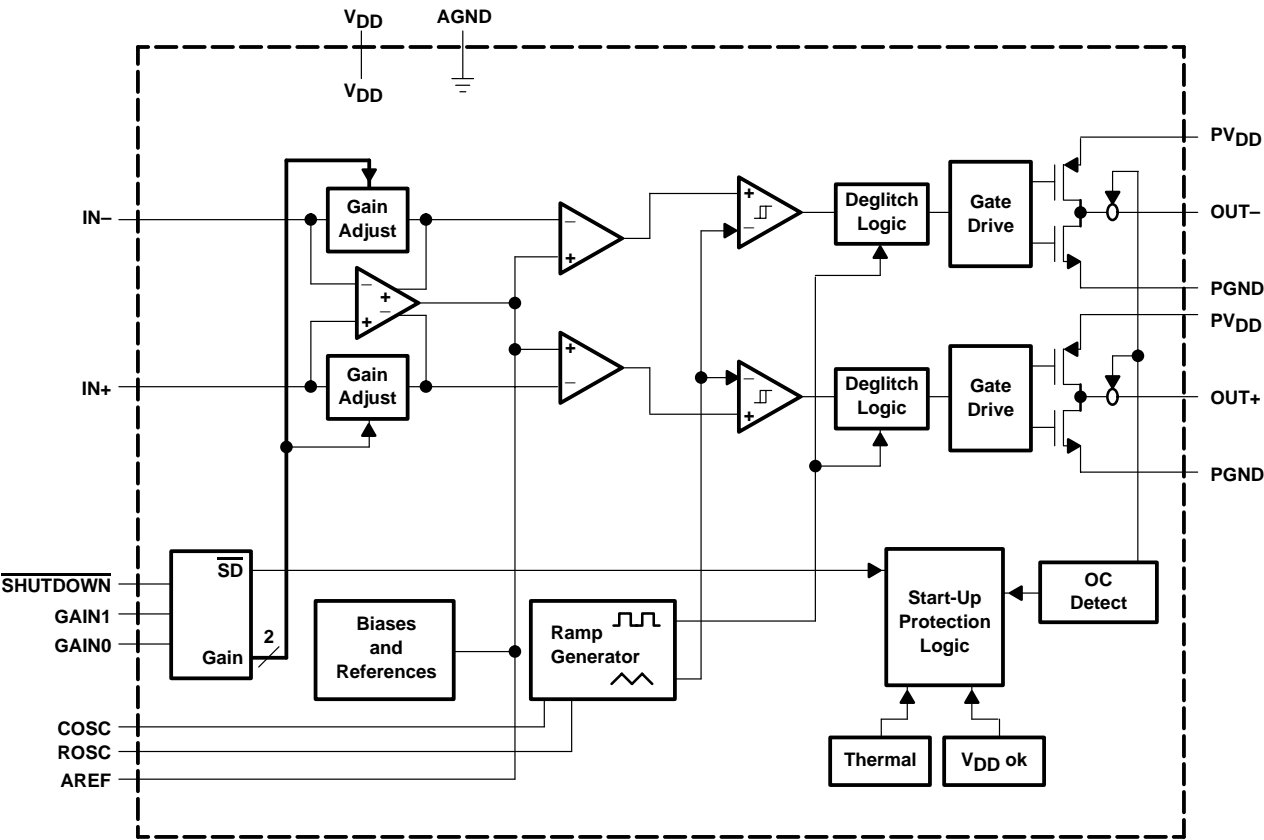 VDD
AGND
VDD
PVDD
IN–
Gain
Adjust
–
+
+
–
Deglitch
Logic
Gate
Drive
OUT–
–
+
–
+
PGND
PVDD
IN+
Gain
Adjust
+
–
–
+
Deglitch
Logic
Gate
Drive
OUT+
PGND
SHUTDOWN
GAIN1
GAIN0
SD
2
Gain
Biases
and
References
Ramp
Generator
Start-Up
Protection
Logic
OC
Detect
COSC
ROSC
AREF
Thermal
VDD ok